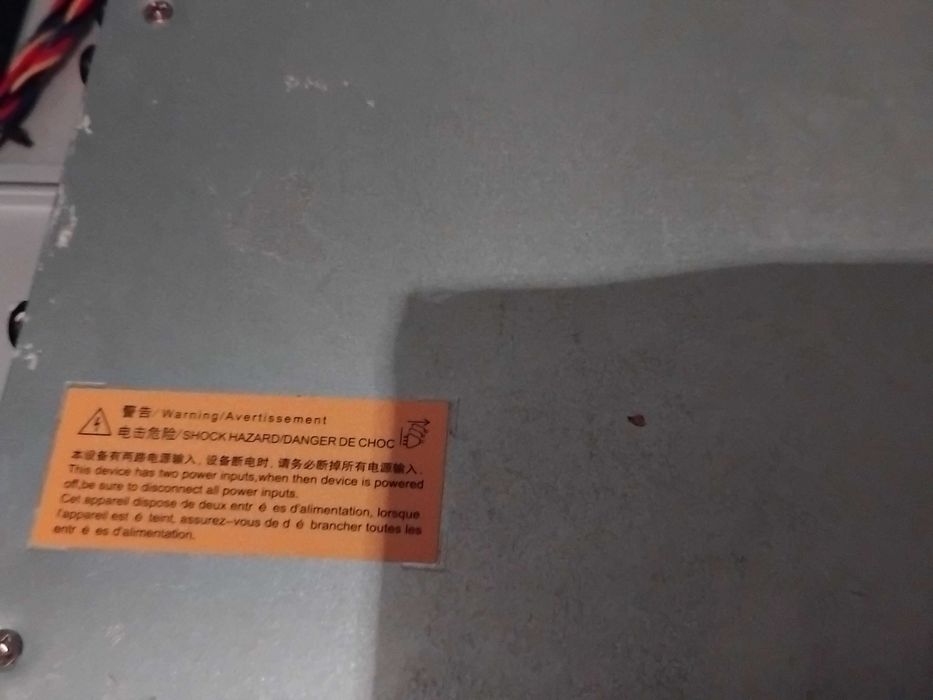 警告/Warning/Avertissement
电击危险/SHOCK HAZARD/DANGER DE CHOC
本设备有两路电源输入，设备断电时，请务必断掉所有电源输入。
This device has two power inputs,when then device is powered
off,be sure to disconnect all power inputs.
Cet appareil dispose de deux entr é es d'alimentation, lorsque
l'appareil est é teint, assurez-vous de d é brancher toutes les
entr é es d'alimentation.